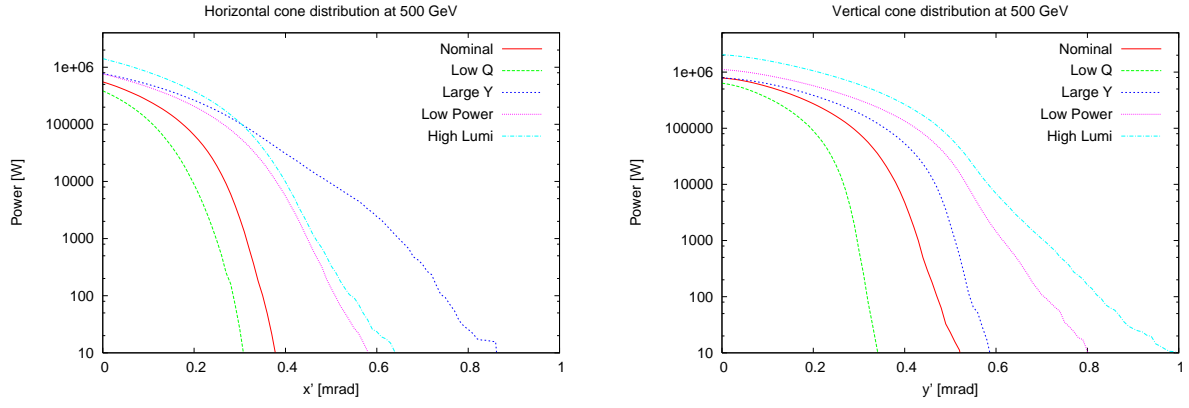 Horizontal cone distribution at 500 GeV
Nominal
Low Q
Large Y
Low Power
High Lumi
1e+06
100000
10000
1000
100
10
Power [W]
0 0.2 0.4 0.6 0.8 1
x' [mrad]
Vertical cone distribution at 500 GeV
Nominal
Low Q
Large Y
Low Power
High Lumi
1e+06
100000
10000
1000
100
10
Power [W]
0 0.2 0.4 0.6 0.8 1
y' [mrad]